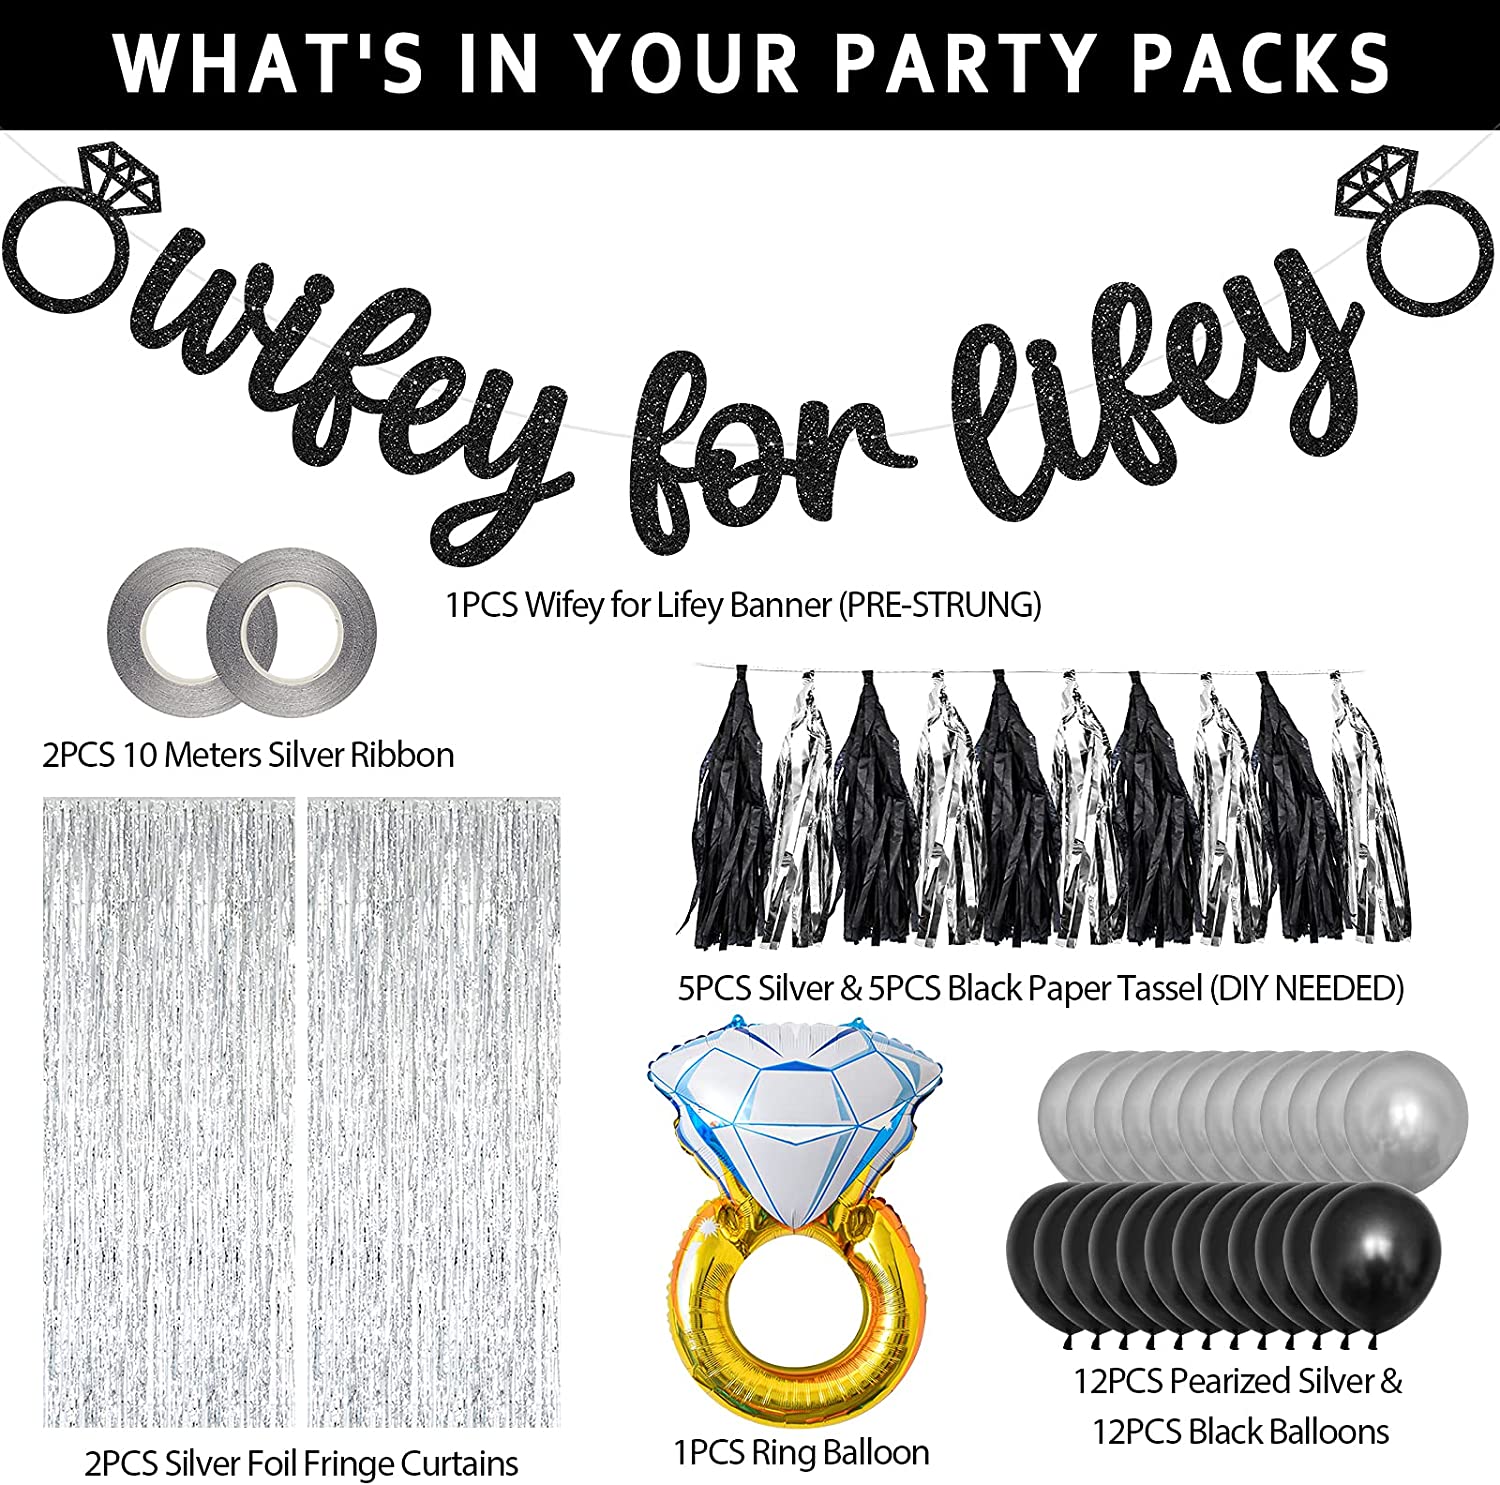 WHAT'S IN YOUR PARTY PACKS
wifey for lifey
1PCS Wifey for Lifey Banner (PRE-STRUNG)
2PCS 10 Meters Silver Ribbon
5PCS Silver & 5PCS Black Paper Tassel (DIY NEEDED)
2PCS Silver Foil Fringe Curtains
1PCS Ring Balloon
12PCS Pearized Silver &
12PCS Black Balloons